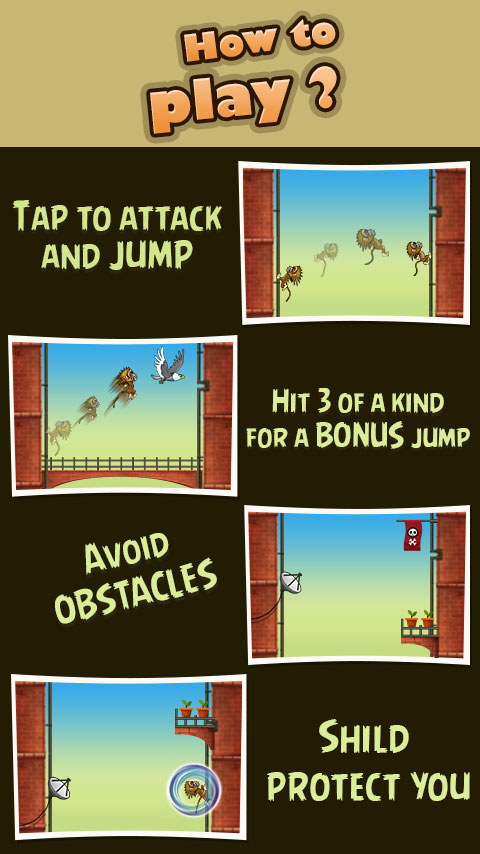 How to
play ?
TAP TO ATTACK
AND JUMP
HIT 3 OF A KIND
FOR A BONUS JUMP
AVOID
OBSTACLES
SHILD
PROTECT YOU